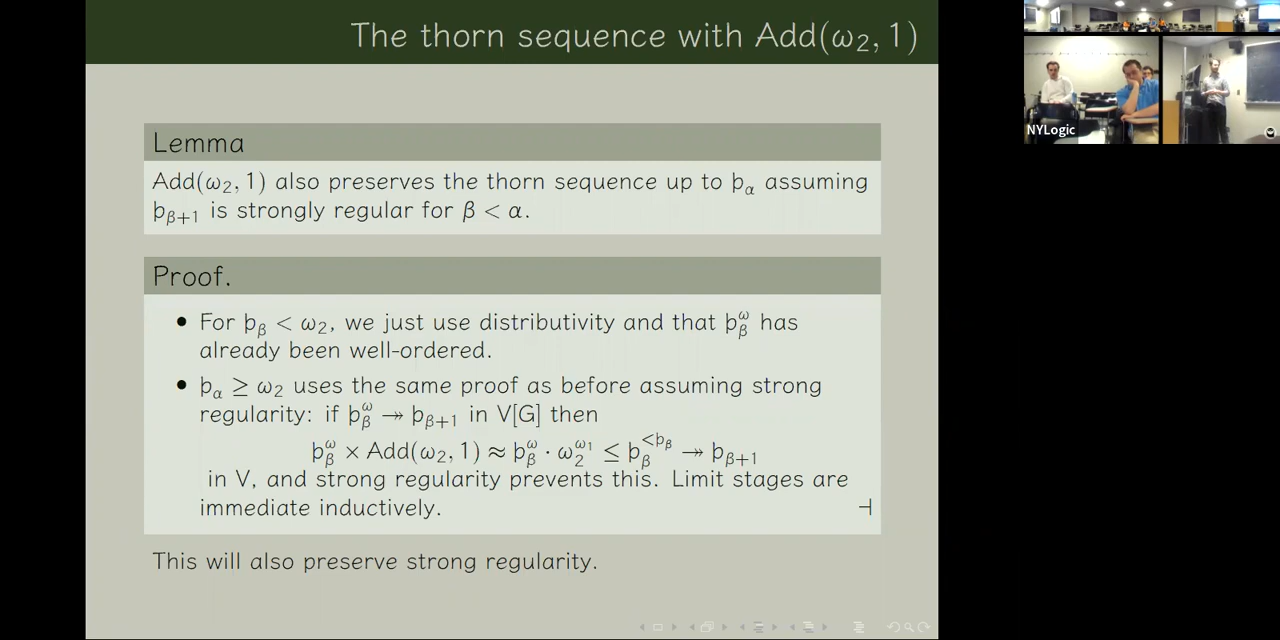 The thorn sequence with Add(ω₂, 1)
Lemma
Add(ω₂, 1) also preserves the thorn sequence up to þ_α assuming
þ_{β+1} is strongly regular for β < α.
Proof.
• For þ_β < ω₂, we just use distributivity and that þ_β^ω has
already been well-ordered.
• þ_α ≥ ω₂ uses the same proof as before assuming strong
regularity: if þ_β^ω ↠ þ_{β+1} in V[G] then
þ_β^ω × Add(ω₂, 1) ≈ þ_β^ω · ω₂^{ω₁} ≤ þ_β^{<þ_β} ↠ þ_{β+1}
in V, and strong regularity prevents this. Limit stages are
immediate inductively. ⊣
This will also preserve strong regularity.
NYLogic